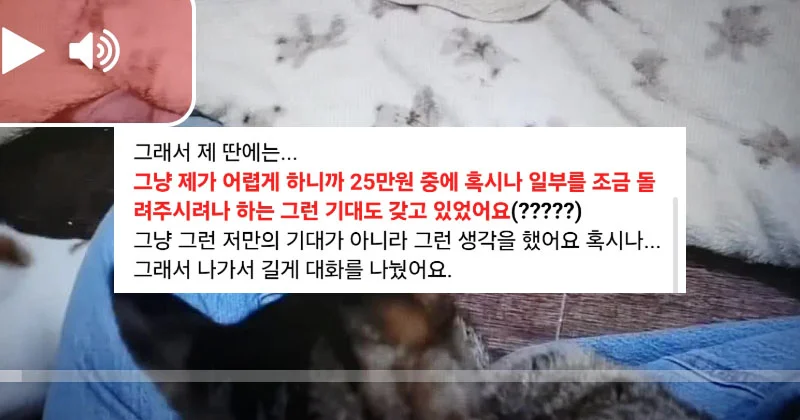 그래서 제 딴에는...
그냥 제가 어렵게 하니까 25만원 중에 혹시나 일부를 조금 돌
려주시려나 하는 그런 기대도 갖고 있었어요(?????)
그냥 그런 저만의 기대가 아니라 그런 생각을 했어요 혹시나...
그래서 나가서 길게 대화를 나눴어요.